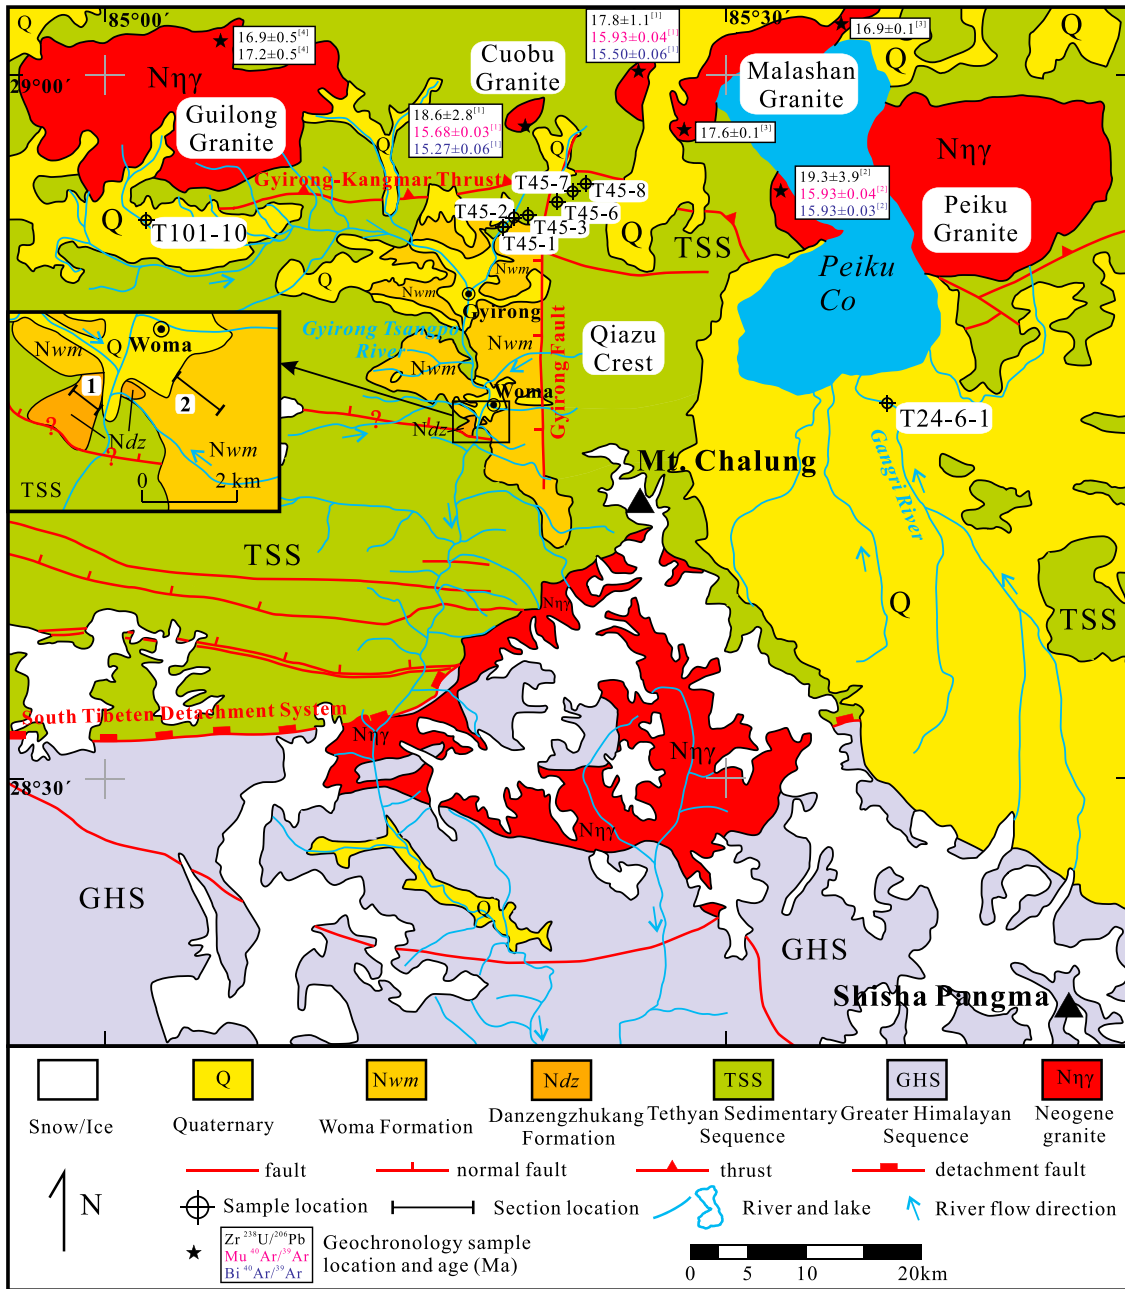 85°00´
85°30´
29°00´
28°30´
Q
16.9±0.5[4]
17.2±0.5[4]
Nηγ
Guilong
Granite
Cuobu
Granite
17.8±1.1[1]
15.93±0.04[1]
15.50±0.06[1]
18.6±2.8[1]
15.68±0.03[1]
15.27±0.06[1]
Malashan
Granite
16.9±0.1[3]
Q
Q
17.6±0.1[3]
19.3±3.9[2]
15.93±0.04[2]
15.93±0.03[2]
Nηγ
Peiku
Granite
Q
Q
Gyirong-Kangmar Thrust
Q
T101-10
T45-7
T45-8
T45-2
T45-6
T45-3
T45-1
Q
TSS
Peiku
Co
Q
Nwm
Nwm
Gyirong
Gyirong Tsangpo
River
Nwm
Nwm
Gyirong Fault
Qiazu
Crest
Woma
Ndz
?
?
T24-6-1
Gangri River
Woma
Q
Nwm
1
2
Ndz
?
?
Nwm
TSS
0
2 km
Mt. Chalung
TSS
Q
TSS
Nηγ
South Tibeten Detachment System
Nηγ
Nηγ
Nηγ
GHS
Q
GHS
Shisha Pangma
Q
Nwm
Ndz
TSS
GHS
Nηγ
Snow/Ice
Quaternary
Woma Formation
Danzengzhukang
Formation
Tethyan Sedimentary
Sequence
Greater Himalayan
Sequence
Neogene
granite
N
fault
normal fault
thrust
detachment fault
Sample location
Section location
River and lake
River flow direction
Zr 238U/206Pb
Mu 40Ar/39Ar
Bi 40Ar/39Ar
Geochronology sample
location and age (Ma)
0
5
10
20km